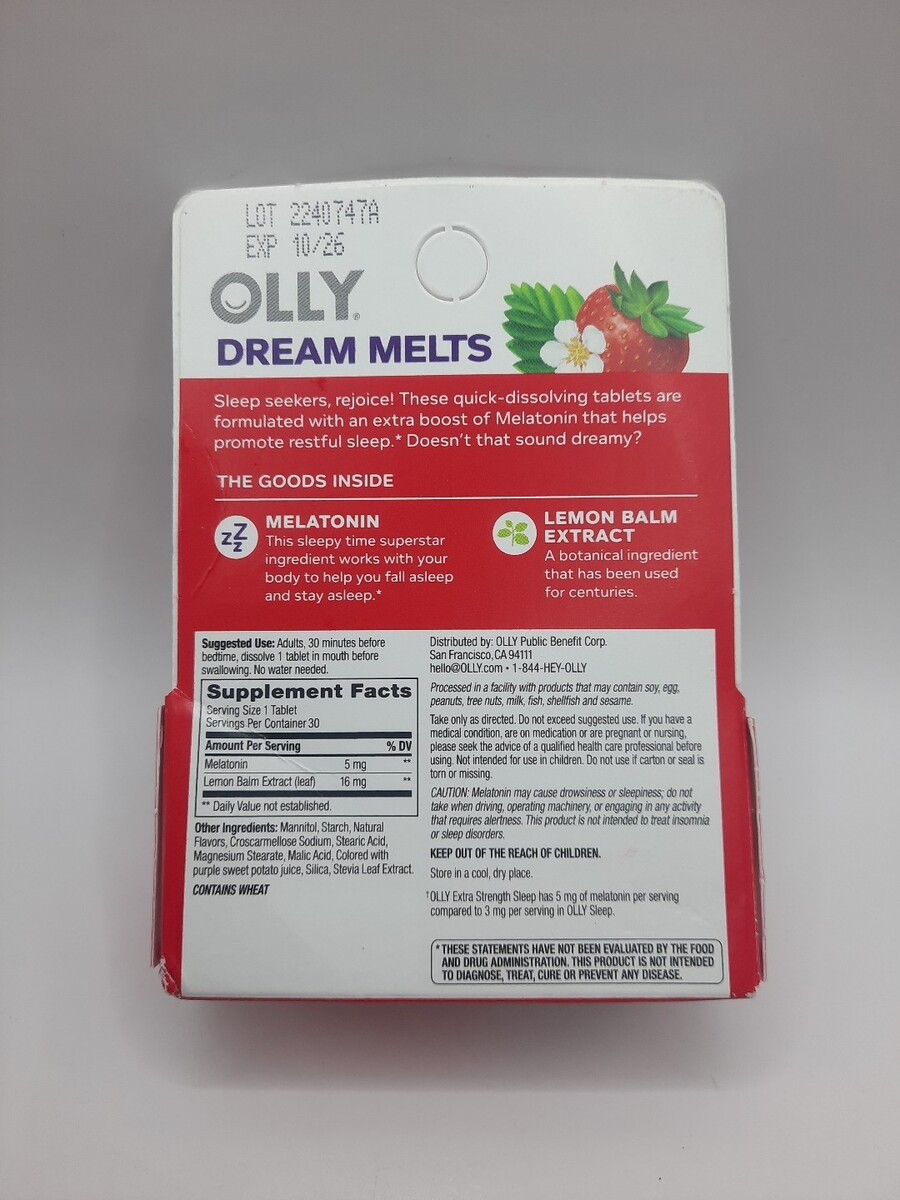 LOT 2240747A
EXP 10/26
OLLY®
DREAM MELTS
Sleep seekers, rejoice! These quick-dissolving tablets are
formulated with an extra boost of Melatonin that helps
promote restful sleep.* Doesn't that sound dreamy?
THE GOODS INSIDE
zZz
MELATONIN
This sleepy time superstar
ingredient works with your
body to help you fall asleep
and stay asleep.*
LEMON BALM
EXTRACT
A botanical ingredient
that has been used
for centuries.
Suggested Use: Adults, 30 minutes before
bedtime, dissolve 1 tablet in mouth before
swallowing. No water needed.
Supplement Facts
Serving Size 1 Tablet
Servings Per Container 30
Amount Per Serving % DV
Melatonin 5 mg **
Lemon Balm Extract (leaf) 16 mg **
** Daily Value not established.
Other Ingredients: Mannitol, Starch, Natural
Flavors, Croscarmellose Sodium, Stearic Acid,
Magnesium Stearate, Malic Acid, Colored with
purple sweet potato juice, Silica, Stevia Leaf Extract.
CONTAINS WHEAT
Distributed by: OLLY Public Benefit Corp.
San Francisco, CA 94111
hello@OLLY.com • 1-844-HEY-OLLY
Processed in a facility with products that may contain soy, egg,
peanuts, tree nuts, milk, fish, shellfish and sesame.
Take only as directed. Do not exceed suggested use. If you have a
medical condition, are on medication or are pregnant or nursing,
please seek the advice of a qualified health care professional before
using. Not intended for use in children. Do not use if carton or seal is
torn or missing.
CAUTION: Melatonin may cause drowsiness or sleepiness; do not
take when driving, operating machinery, or engaging in any activity
that requires alertness. This product is not intended to treat insomnia
or sleep disorders.
KEEP OUT OF THE REACH OF CHILDREN.
Store in a cool, dry place.
†OLLY Extra Strength Sleep has 5 mg of melatonin per serving
compared to 3 mg per serving in OLLY Sleep.
* THESE STATEMENTS HAVE NOT BEEN EVALUATED BY THE FOOD
AND DRUG ADMINISTRATION. THIS PRODUCT IS NOT INTENDED
TO DIAGNOSE, TREAT, CURE OR PREVENT ANY DISEASE.